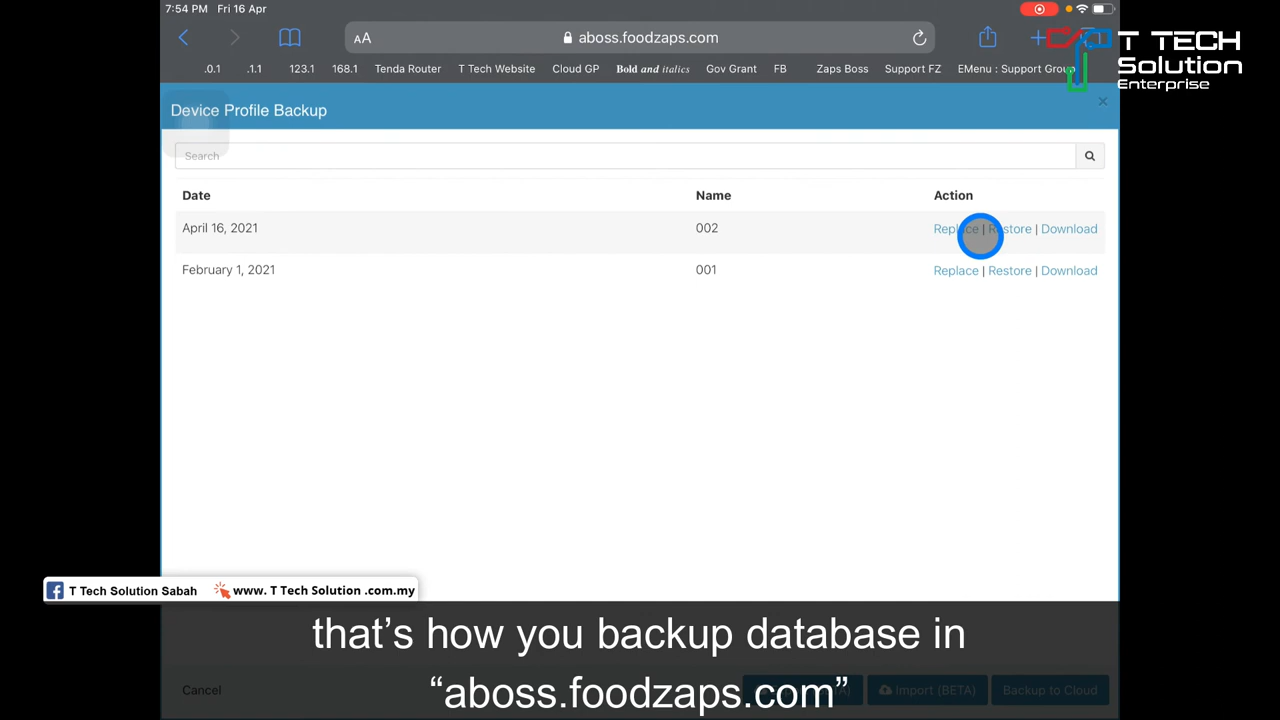 7:54 PM Fri 16 Apr
AA aboss.foodzaps.com
.0.1 .1.1 123.1 168.1 Tenda Router T Tech Website Cloud GP Bold and italics Gov Grant FB Zaps Boss Support FZ EMenu : Support Group
T TECH
Solution
Enterprise
Device Profile Backup
Search
Date Name Action
April 16, 2021 002 Replace | Restore | Download
February 1, 2021 001 Replace | Restore | Download
T Tech Solution Sabah www. T Tech Solution .com.my
that's how you backup database in
“aboss.foodzaps.com”
Cancel Import (BETA) Backup to Cloud